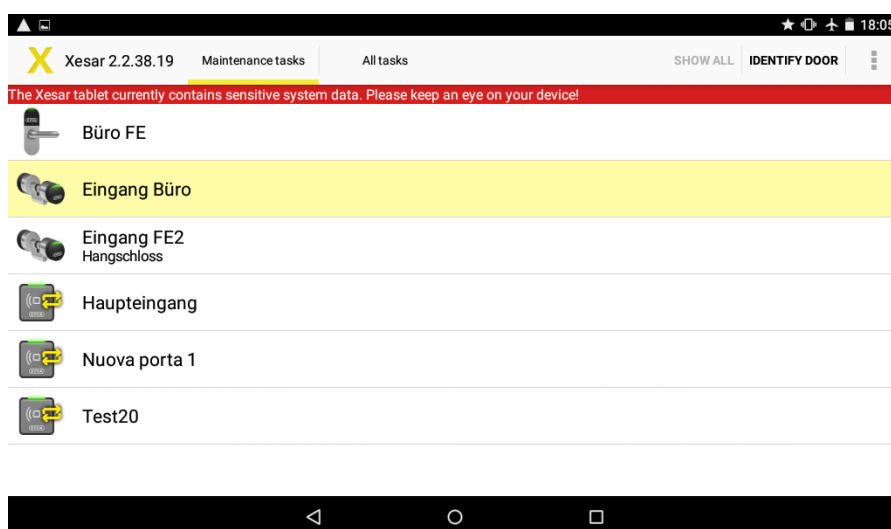 18:05
X Xesar 2.2.38.19 Maintenance tasks All tasks SHOW ALL IDENTIFY DOOR
The Xesar tablet currently contains sensitive system data. Please keep an eye on your device!
Büro FE
Eingang Büro
Eingang FE2
Hangschloss
Haupteingang
Nuova porta 1
Test20